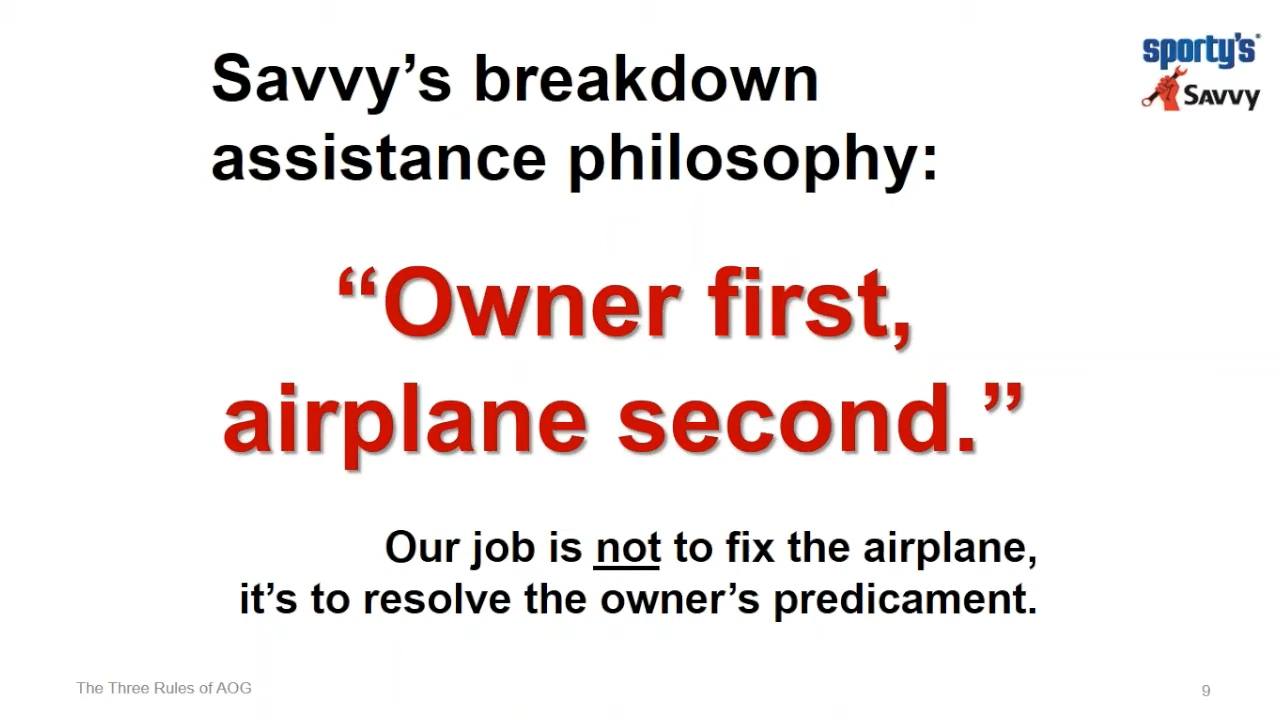 Savvy’s breakdown
assistance philosophy:
sporty's
SAVVY
“Owner first,
airplane second.”
Our job is not to fix the airplane,
it’s to resolve the owner’s predicament.
The Three Rules of AOG
9